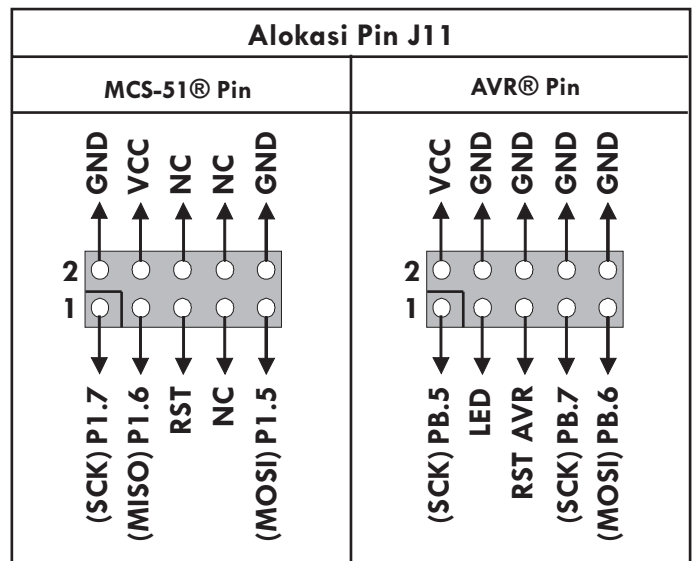 Alokasi Pin J11
MCS-51® Pin
AVR® Pin
GND
VCC
NC
NC
GND
2
1
(SCK) P1.7
(MISO) P1.6
RST
NC
(MOSI) P1.5
VCC
GND
GND
GND
GND
2
1
(SCK) PB.5
LED
RST AVR
(SCK) PB.7
(MOSI) PB.6